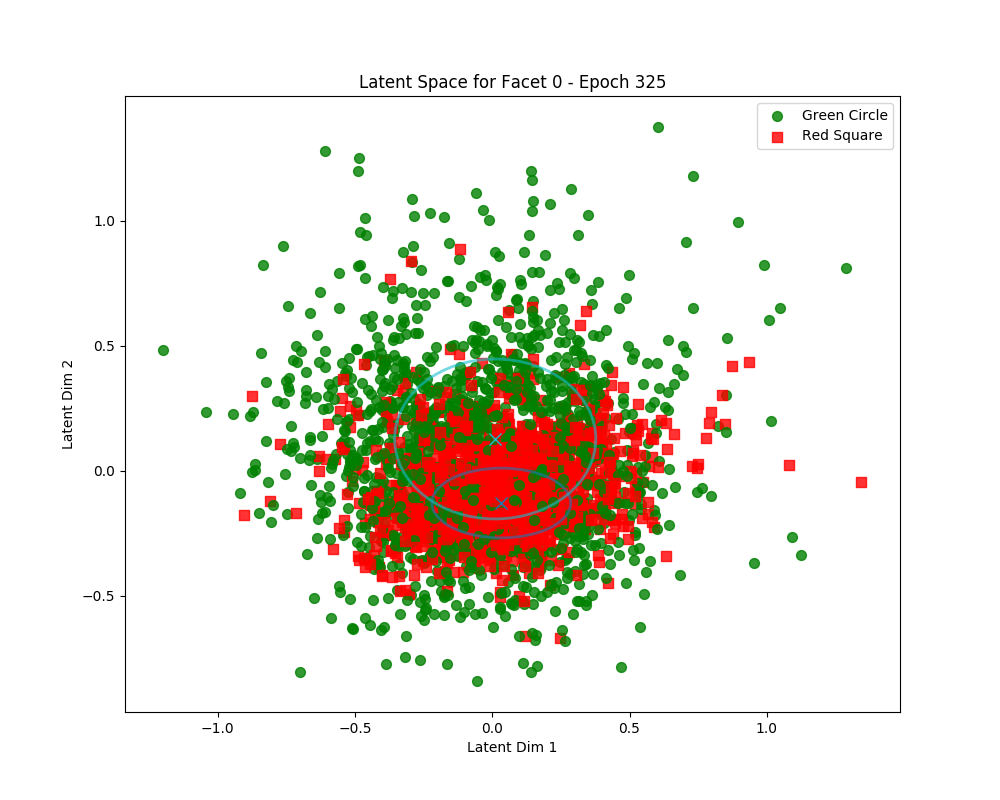 Latent Space for Facet 0 - Epoch 325
Green Circle
Red Square
Latent Dim 2
1.0
0.5
0.0
−0.5
−1.0
−0.5
0.0
0.5
1.0
Latent Dim 1